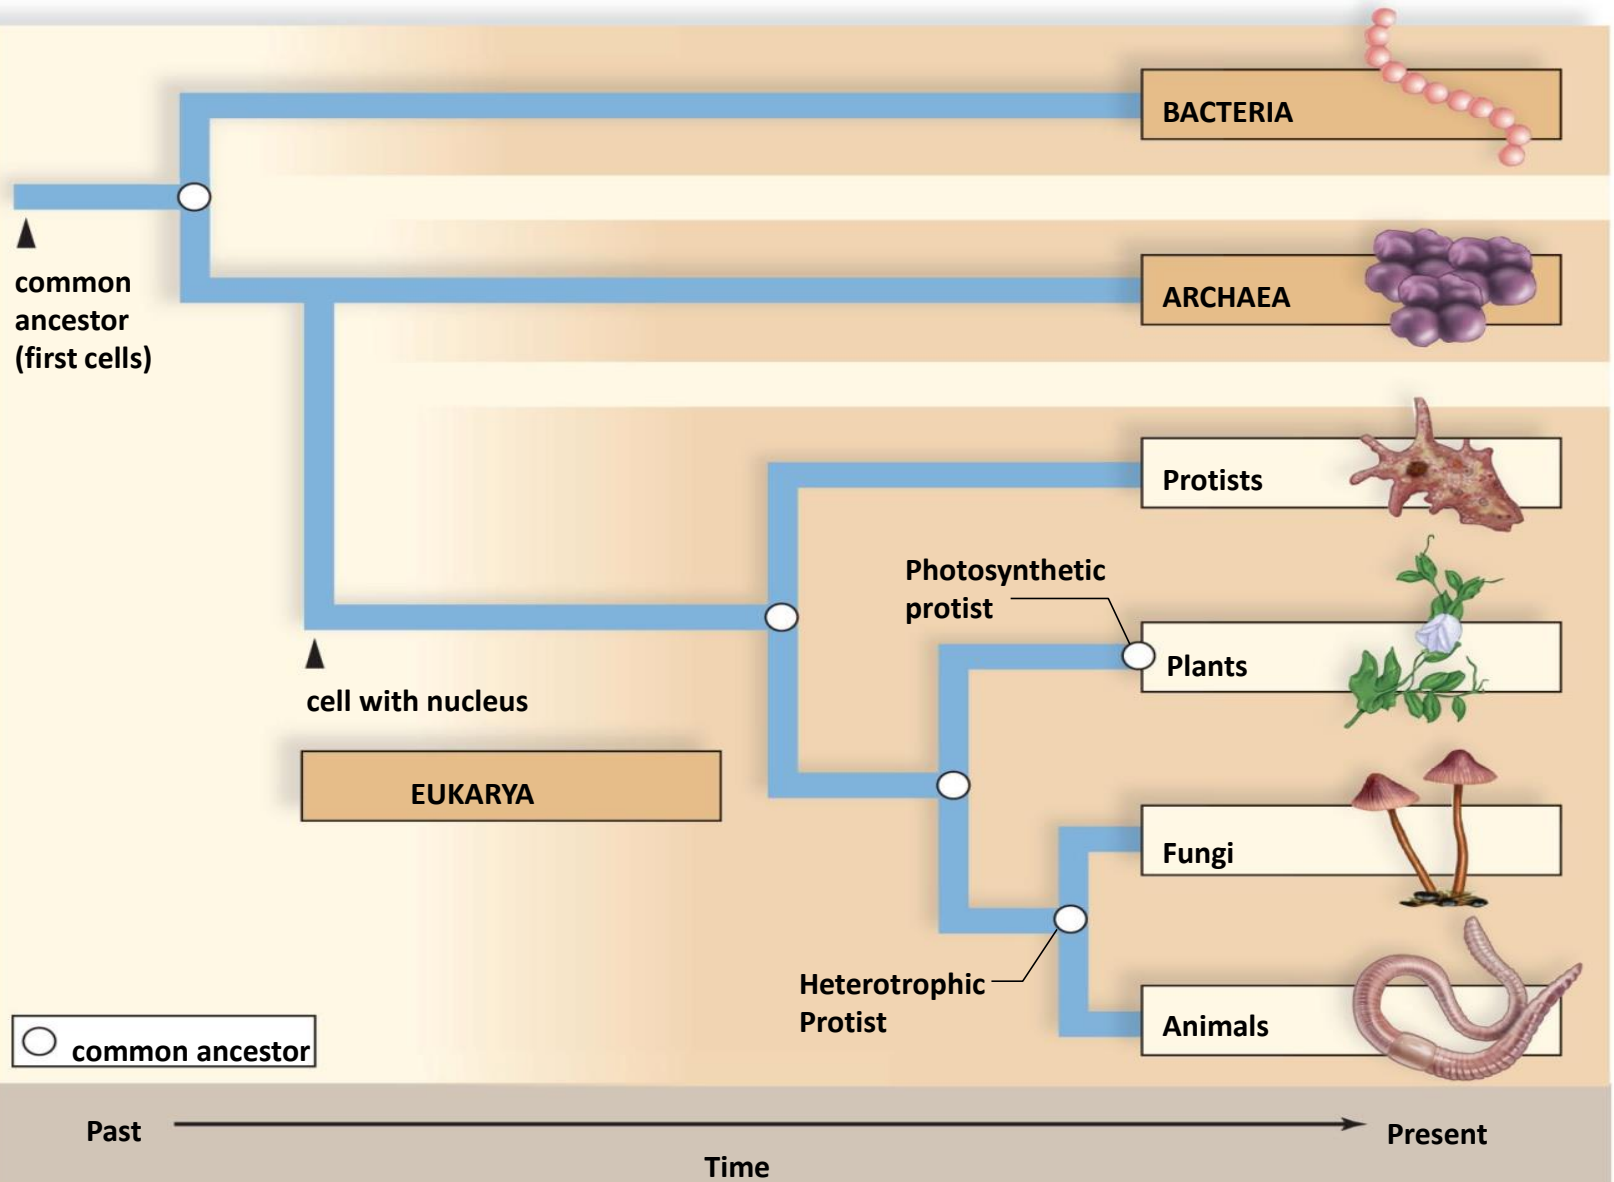 BACTERIA
common
ancestor
(first cells)
ARCHAEA
Protists
Photosynthetic
protist
Plants
cell with nucleus
EUKARYA
Fungi
Heterotrophic
Protist
Animals
common ancestor
Past
Present
Time